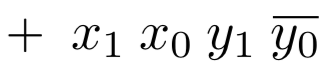 + x₁ x₀ y₁ y̅₀